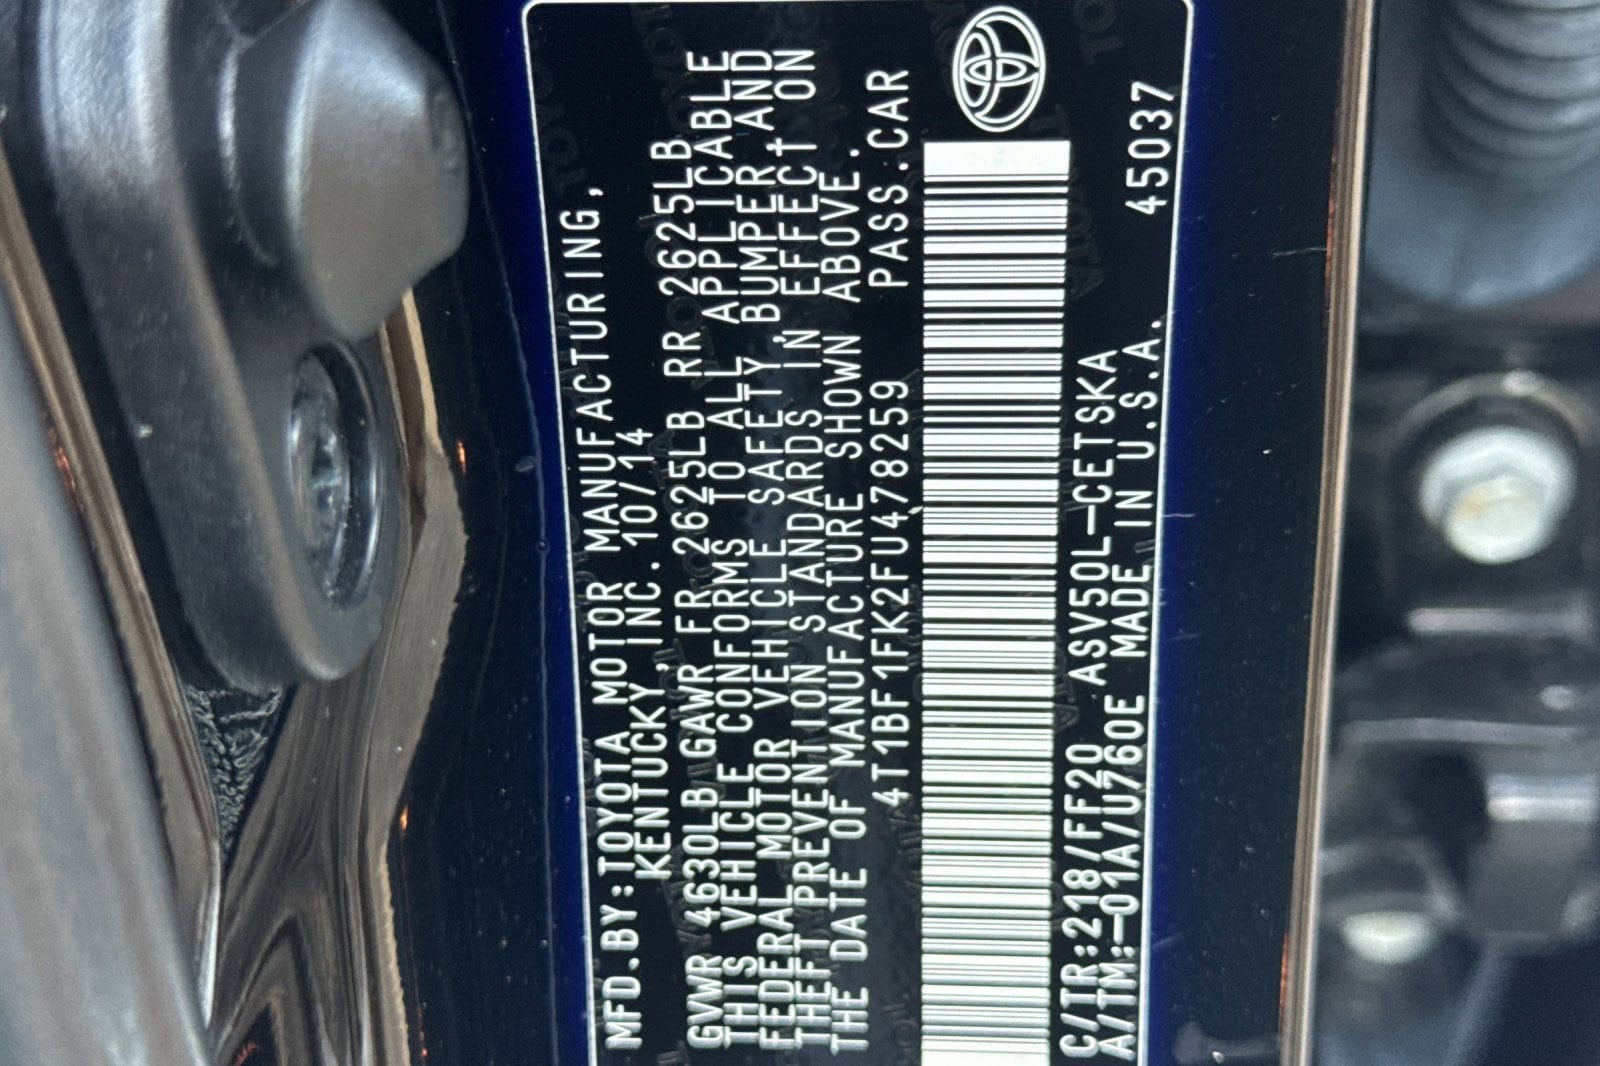 MFD.BY:TOYOTA MOTOR MANUFACTURING,
KENTUCKY, INC. 10/14
GVWR 4630LB GAWR FR 2625LB RR 2625LB
THIS VEHICLE CONFORMS TO ALL APPLICABLE
FEDERAL MOTOR VEHICLE SAFETY, BUMPER, AND
THEFT PREVENTION STANDARDS IN EFFECT ON
THE DATE OF MANUFACTURE SHOWN ABOVE.
4T1BF1FK2FU478259 PASS.CAR
C/TR:218/FF20 ASV50L-CETSKA
A/TM:-01A/U760E MADE IN U.S.A. 45037